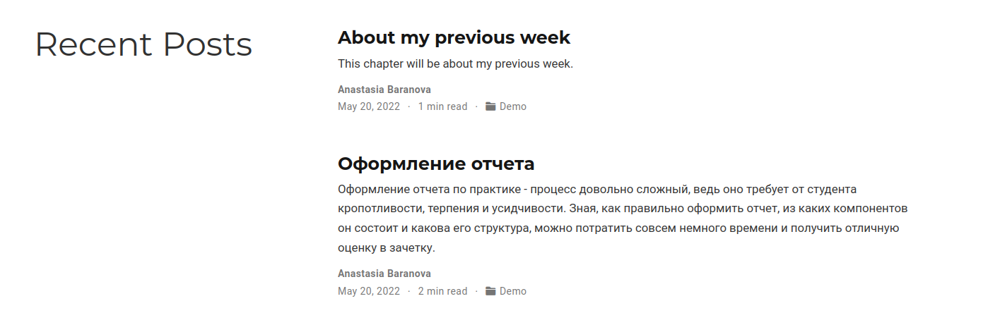 Recent Posts
About my previous week
This chapter will be about my previous week.
Anastasia Baranova
May 20, 2022 · 1 min read · Demo
Оформление отчета
Оформление отчета по практике - процесс довольно сложный, ведь оно требует от студента
кропотливости, терпения и усидчивости. Зная, как правильно оформить отчет, из каких компонентов
он состоит и какова его структура, можно потратить совсем немного времени и получить отличную
оценку в зачетку.
Anastasia Baranova
May 20, 2022 · 2 min read · Demo